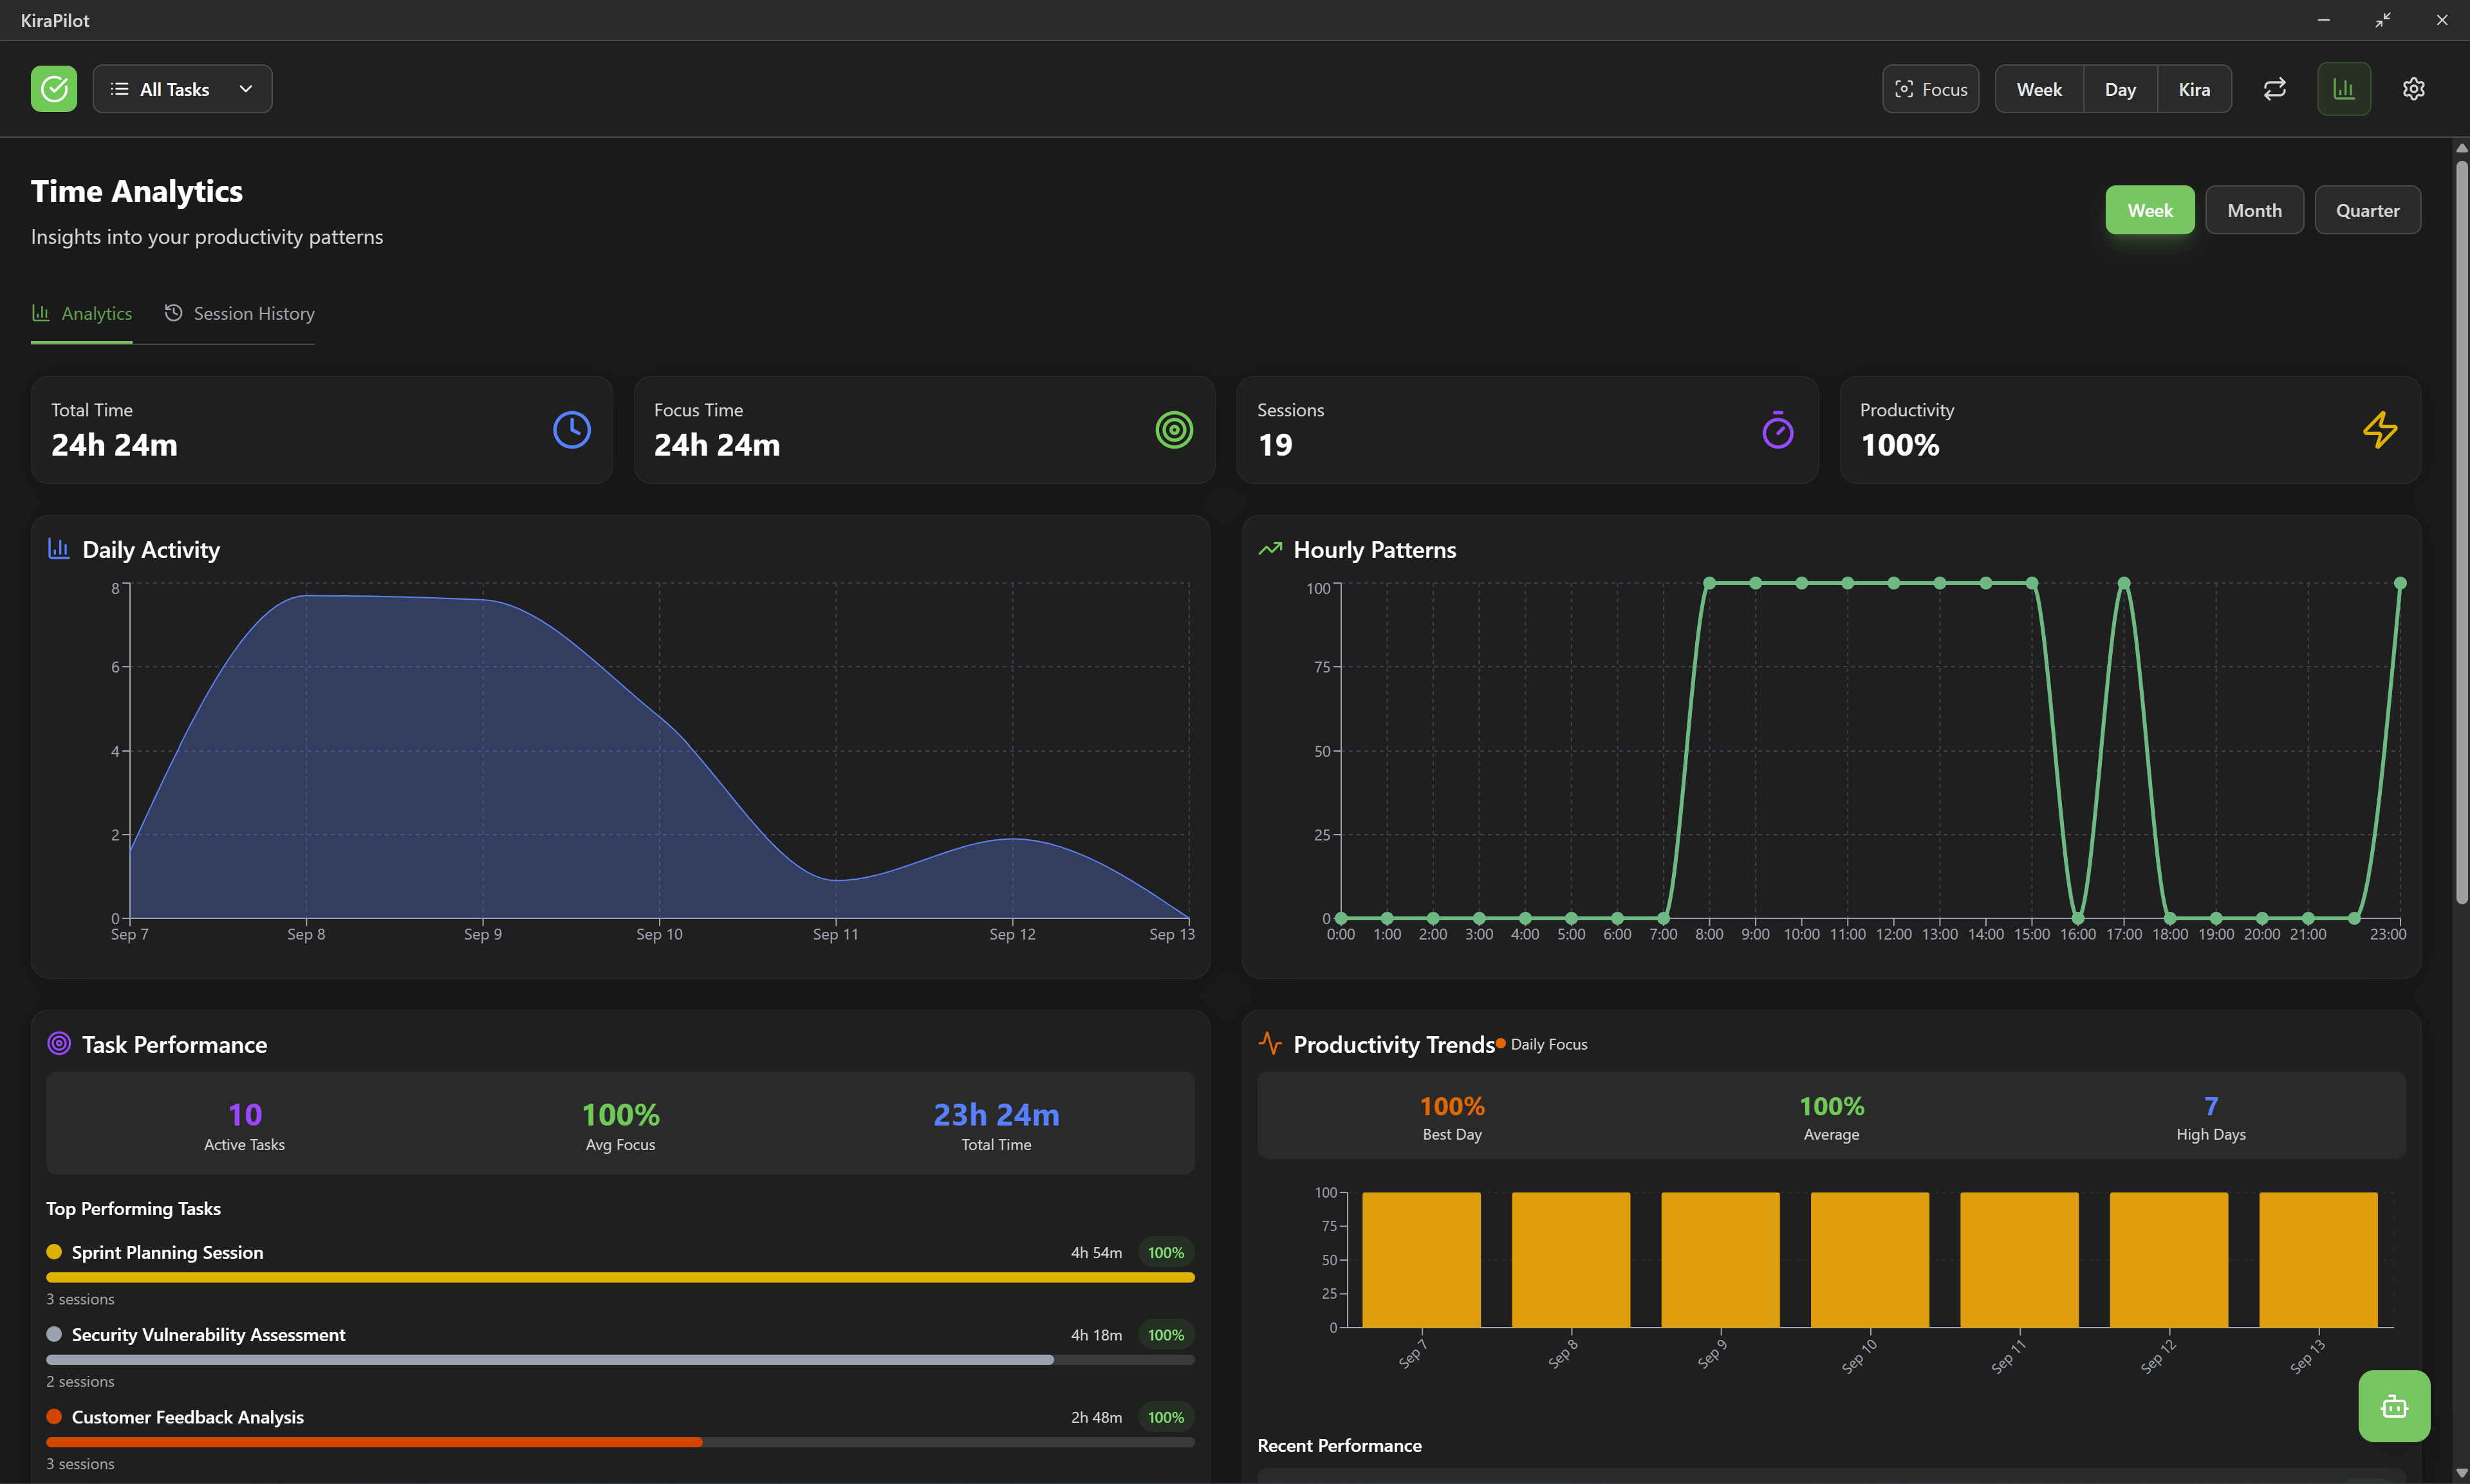 KiraPilot
All Tasks
Focus
Week
Day
Kira
Time Analytics
Insights into your productivity patterns
Week
Month
Quarter
Analytics
Session History
Total Time
24h 24m
Focus Time
24h 24m
Sessions
19
Productivity
100%
Daily Activity
8
6
4
2
0
Sep 7
Sep 8
Sep 9
Sep 10
Sep 11
Sep 12
Sep 13
Hourly Patterns
100
75
50
25
0
0:00
1:00
2:00
3:00
4:00
5:00
6:00
7:00
8:00
9:00
10:00
11:00
12:00
13:00
14:00
15:00
16:00
17:00
18:00
19:00
20:00
21:00
23:00
Task Performance
10
Active Tasks
100%
Avg Focus
23h 24m
Total Time
Top Performing Tasks
Sprint Planning Session
4h 54m
100%
3 sessions
Security Vulnerability Assessment
4h 18m
100%
2 sessions
Customer Feedback Analysis
2h 48m
100%
3 sessions
Productivity Trends
Daily Focus
100%
Best Day
100%
Average
7
High Days
100
75
50
25
0
Sep 7
Sep 8
Sep 9
Sep 10
Sep 11
Sep 12
Sep 13
Recent Performance